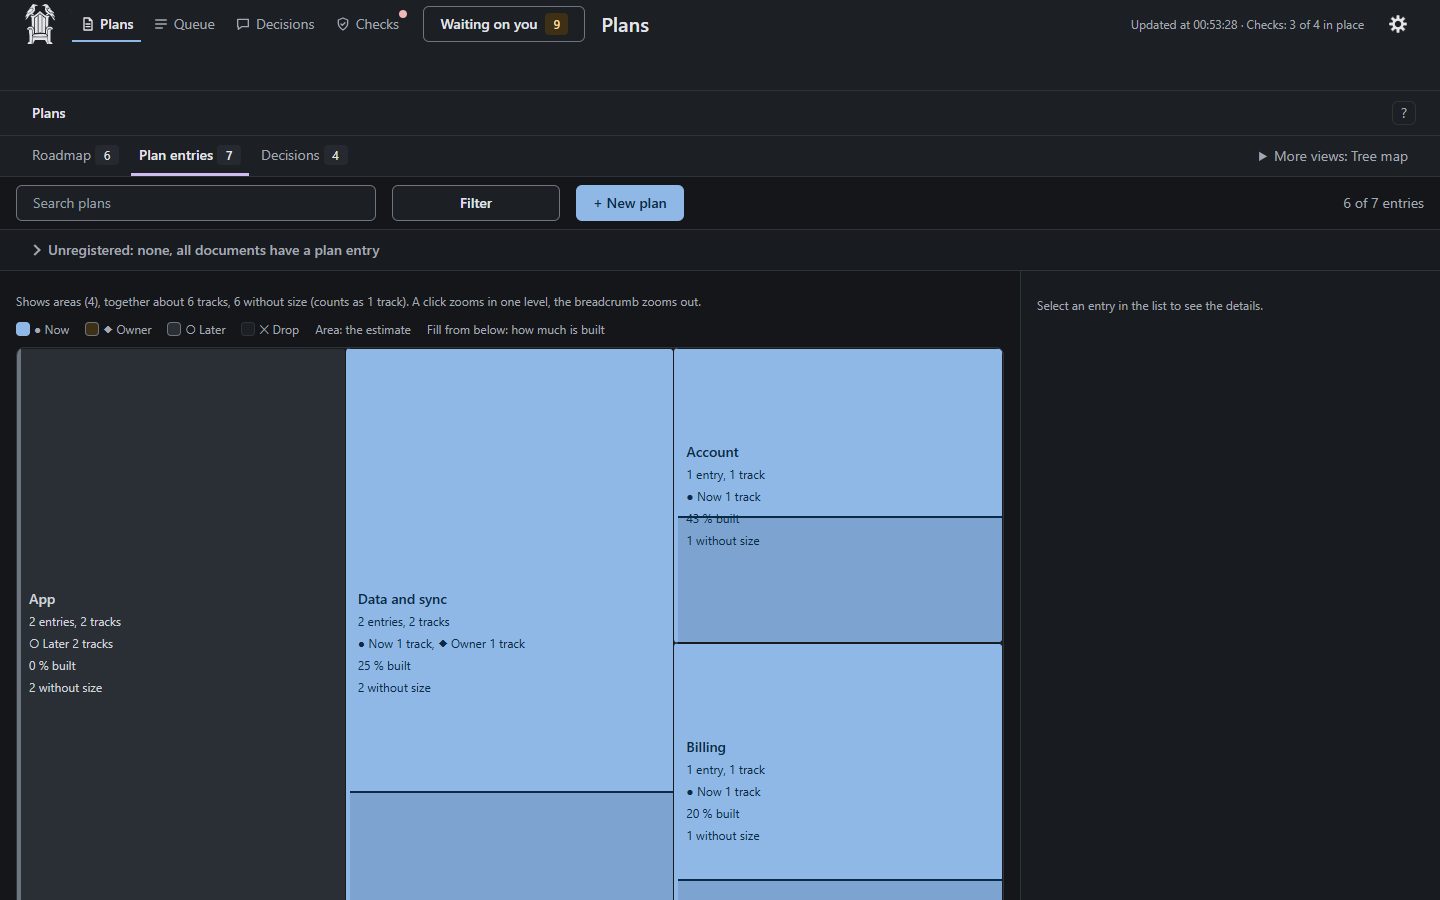 Plans
Queue
Decisions
Checks
Waiting on you 9
Plans
Updated at 00:53:28 · Checks: 3 of 4 in place
Plans
?
Roadmap 6
Plan entries 7
Decisions 4
▶ More views: Tree map
Search plans
Filter
+ New plan
6 of 7 entries
Unregistered: none, all documents have a plan entry
Shows areas (4), together about 6 tracks, 6 without size (counts as 1 track). A click zooms in one level, the breadcrumb zooms out.
● Now ◆ Owner ○ Later ✕ Drop Area: the estimate Fill from below: how much is built
Select an entry in the list to see the details.
App
2 entries, 2 tracks
○ Later 2 tracks
0 % built
2 without size
Data and sync
2 entries, 2 tracks
● Now 1 track, ◆ Owner 1 track
25 % built
2 without size
Account
1 entry, 1 track
● Now 1 track
43 % built
1 without size
Billing
1 entry, 1 track
● Now 1 track
20 % built
1 without size